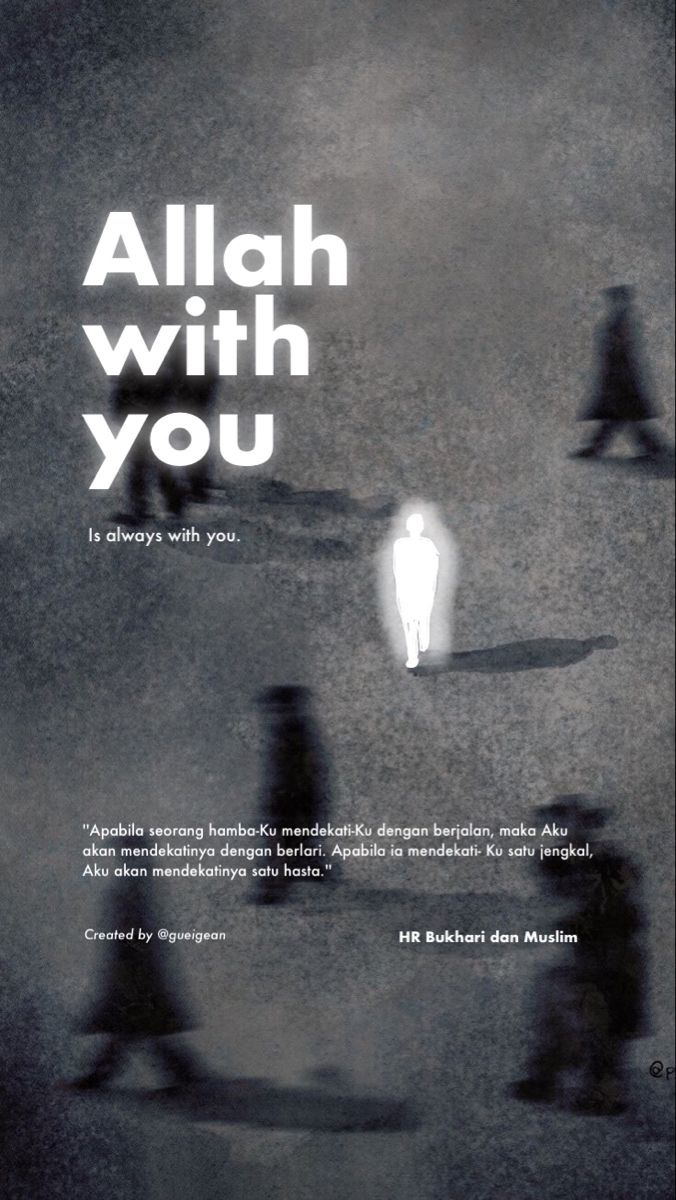 Allah
with
you
Is always with you.
"Apabila seorang hamba-Ku mendekati-Ku dengan berjalan, maka Aku
akan mendekatinya dengan berlari. Apabila ia mendekati- Ku satu jengkal,
Aku akan mendekatinya satu hasta."
Created by @gueigean
HR Bukhari dan Muslim